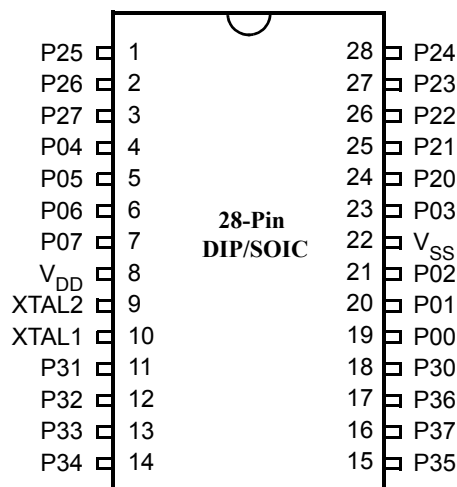 P25 1 28 P24
P26 2 27 P23
P27 3 26 P22
P04 4 25 P21
P05 5 24 P20
P06 6 23 P03
28-Pin
P07 7 22 VSS
DIP/SOIC
VDD 8 21 P02
XTAL2 9 20 P01
XTAL1 10 19 P00
P31 11 18 P30
P32 12 17 P36
P33 13 16 P37
P34 14 15 P35